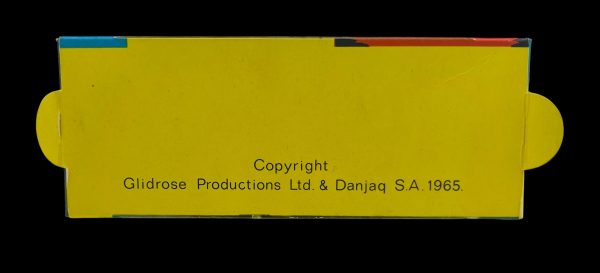 Copyright
Glidrose Productions Ltd. & Danjaq S.A. 1965.